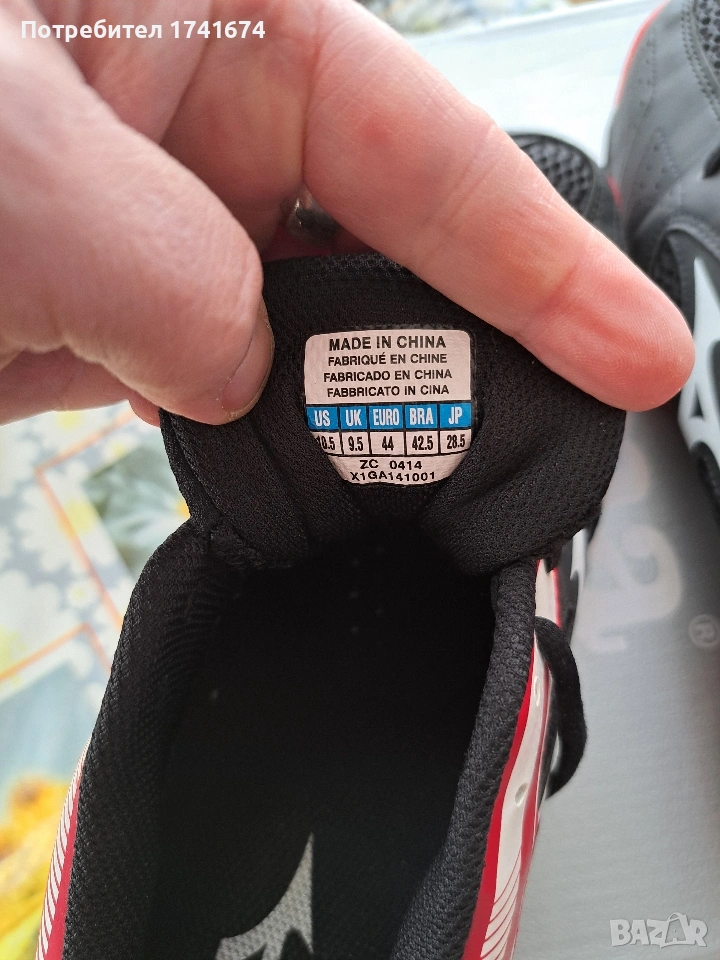 Потребител 1741674
MADE IN CHINA
FABRIQUÉ EN CHINE
FABRICADO EN CHINA
FABBRICATO IN CINA
US UK EURO BRA JP
10.5 9.5 44 42.5 28.5
ZC 0414
X1GA141001
®
BAZAR